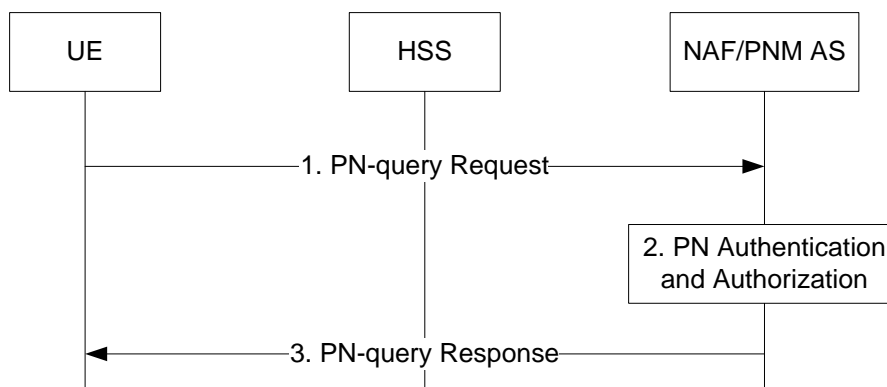 UE
HSS
NAF/PNM AS
1. PN-query Request
2. PN Authentication
and Authorization
3. PN-query Response